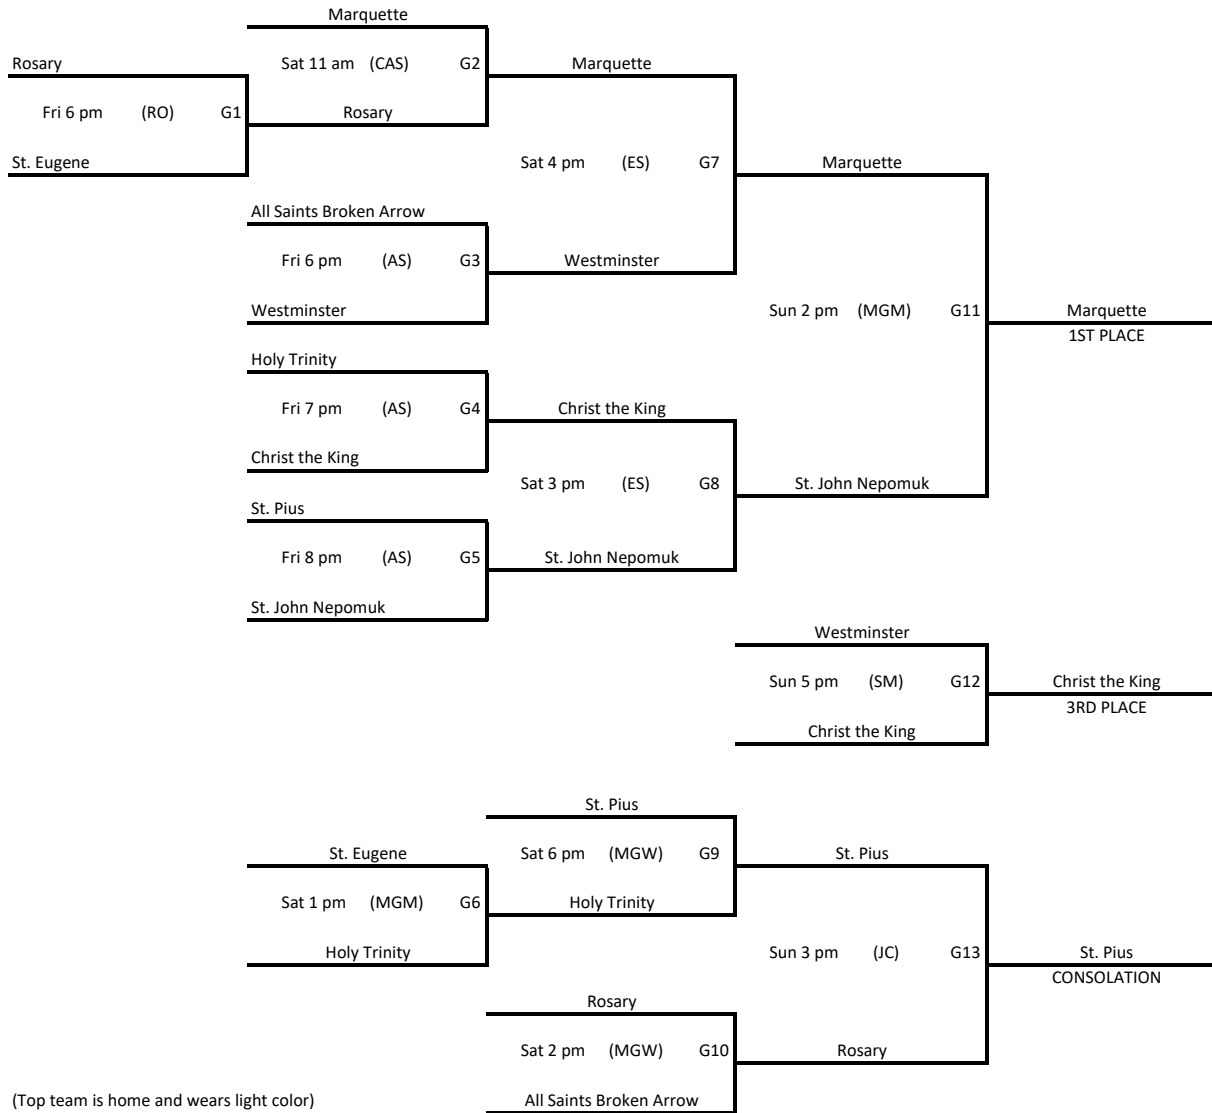 Marquette
Rosary
Sat 11 am (CAS) G2
Marquette
Fri 6 pm (RO) G1
Rosary
St. Eugene
Sat 4 pm (ES) G7
Marquette
All Saints Broken Arrow
Fri 6 pm (AS) G3
Westminster
Westminster
Sun 2 pm (MGM) G11
Marquette
1ST PLACE
Holy Trinity
Fri 7 pm (AS) G4
Christ the King
Christ the King
Sat 3 pm (ES) G8
St. John Nepomuk
St. Pius
Fri 8 pm (AS) G5
St. John Nepomuk
St. John Nepomuk
Westminster
Sun 5 pm (SM) G12
Christ the King
3RD PLACE
Christ the King
St. Pius
St. Eugene
Sat 6 pm (MGW) G9
St. Pius
Sat 1 pm (MGM) G6
Holy Trinity
Holy Trinity
Sun 3 pm (JC) G13
St. Pius
CONSOLATION
Rosary
Sat 2 pm (MGW) G10
Rosary
(Top team is home and wears light color)
All Saints Broken Arrow